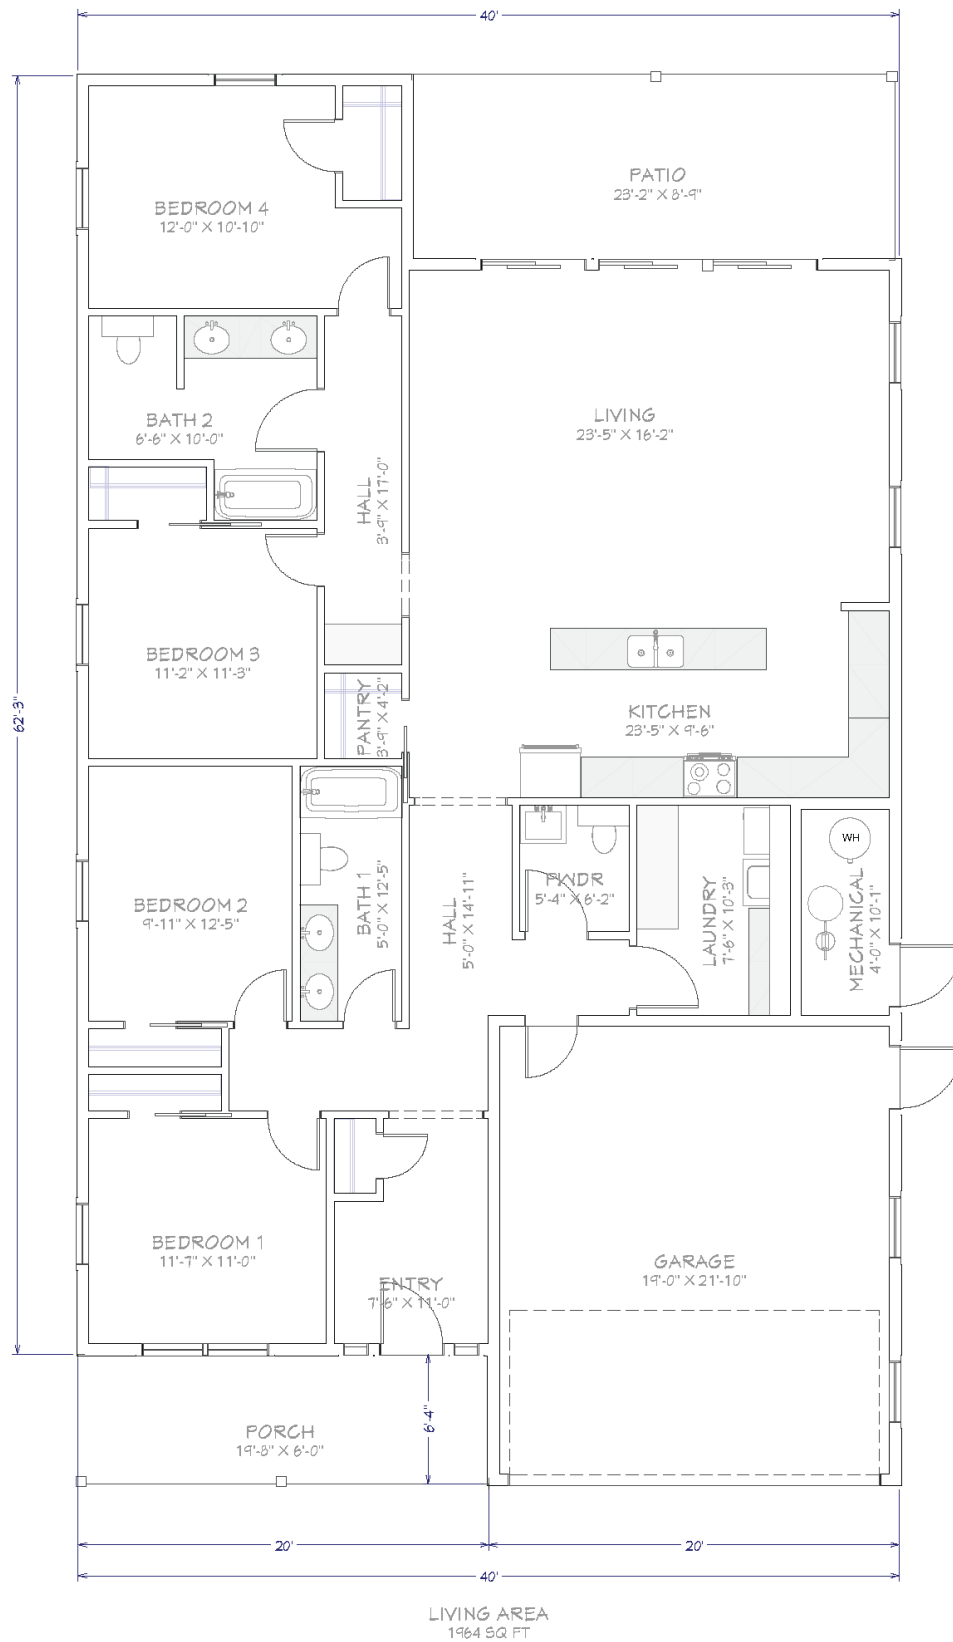 40'
PATIO
23'-2" X 8'-9"
BEDROOM 4
12'-0" X 10'-10"
LIVING
23'-5" X 16'-2"
BATH 2
6'-6" X 10'-0"
HALL
3'-9" X 17'-0"
BEDROOM 3
11'-2" X 11'-3"
62'-3"
PANTRY
3'-9" X 4'-2"
KITCHEN
23'-5" X 9'-6"
WH
BEDROOM 2
9'-11" X 12'-5"
BATH 1
5'-0" X 12'-5"
HALL
5'-0" X 14'-11"
PWDR
5'-4" X 6'-2"
LAUNDRY
7'-6" X 10'-3"
MECHANICAL
4'-0" X 10'-1"
BEDROOM 1
11'-7" X 11'-0"
ENTRY
7'-6" X 11'-0"
GARAGE
19'-0" X 21'-10"
PORCH
19'-8" X 6'-0"
6'-4"
20'
20'
40'
LIVING AREA
1964 SQ FT